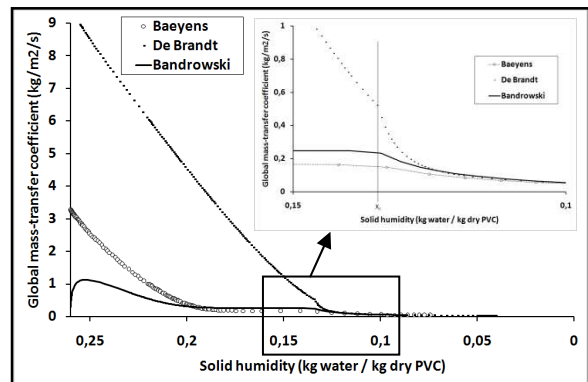 Global mass-transfer coefficient (kg/m2/s)
9
8
7
6
5
4
3
2
1
0
0,25
0,2
0,15
0,1
0,05
0
Solid humidity (kg water / kg dry PVC)
Baeyens
De Brandt
Bandrowski
Global mass-transfer coefficient (kg/m2/s)
1
0,8
0,6
0,4
0,2
0
0,15
0,1
Solid humidity (kg water / kg dry PVC)
Baeyens
De Brandt
Bandrowski